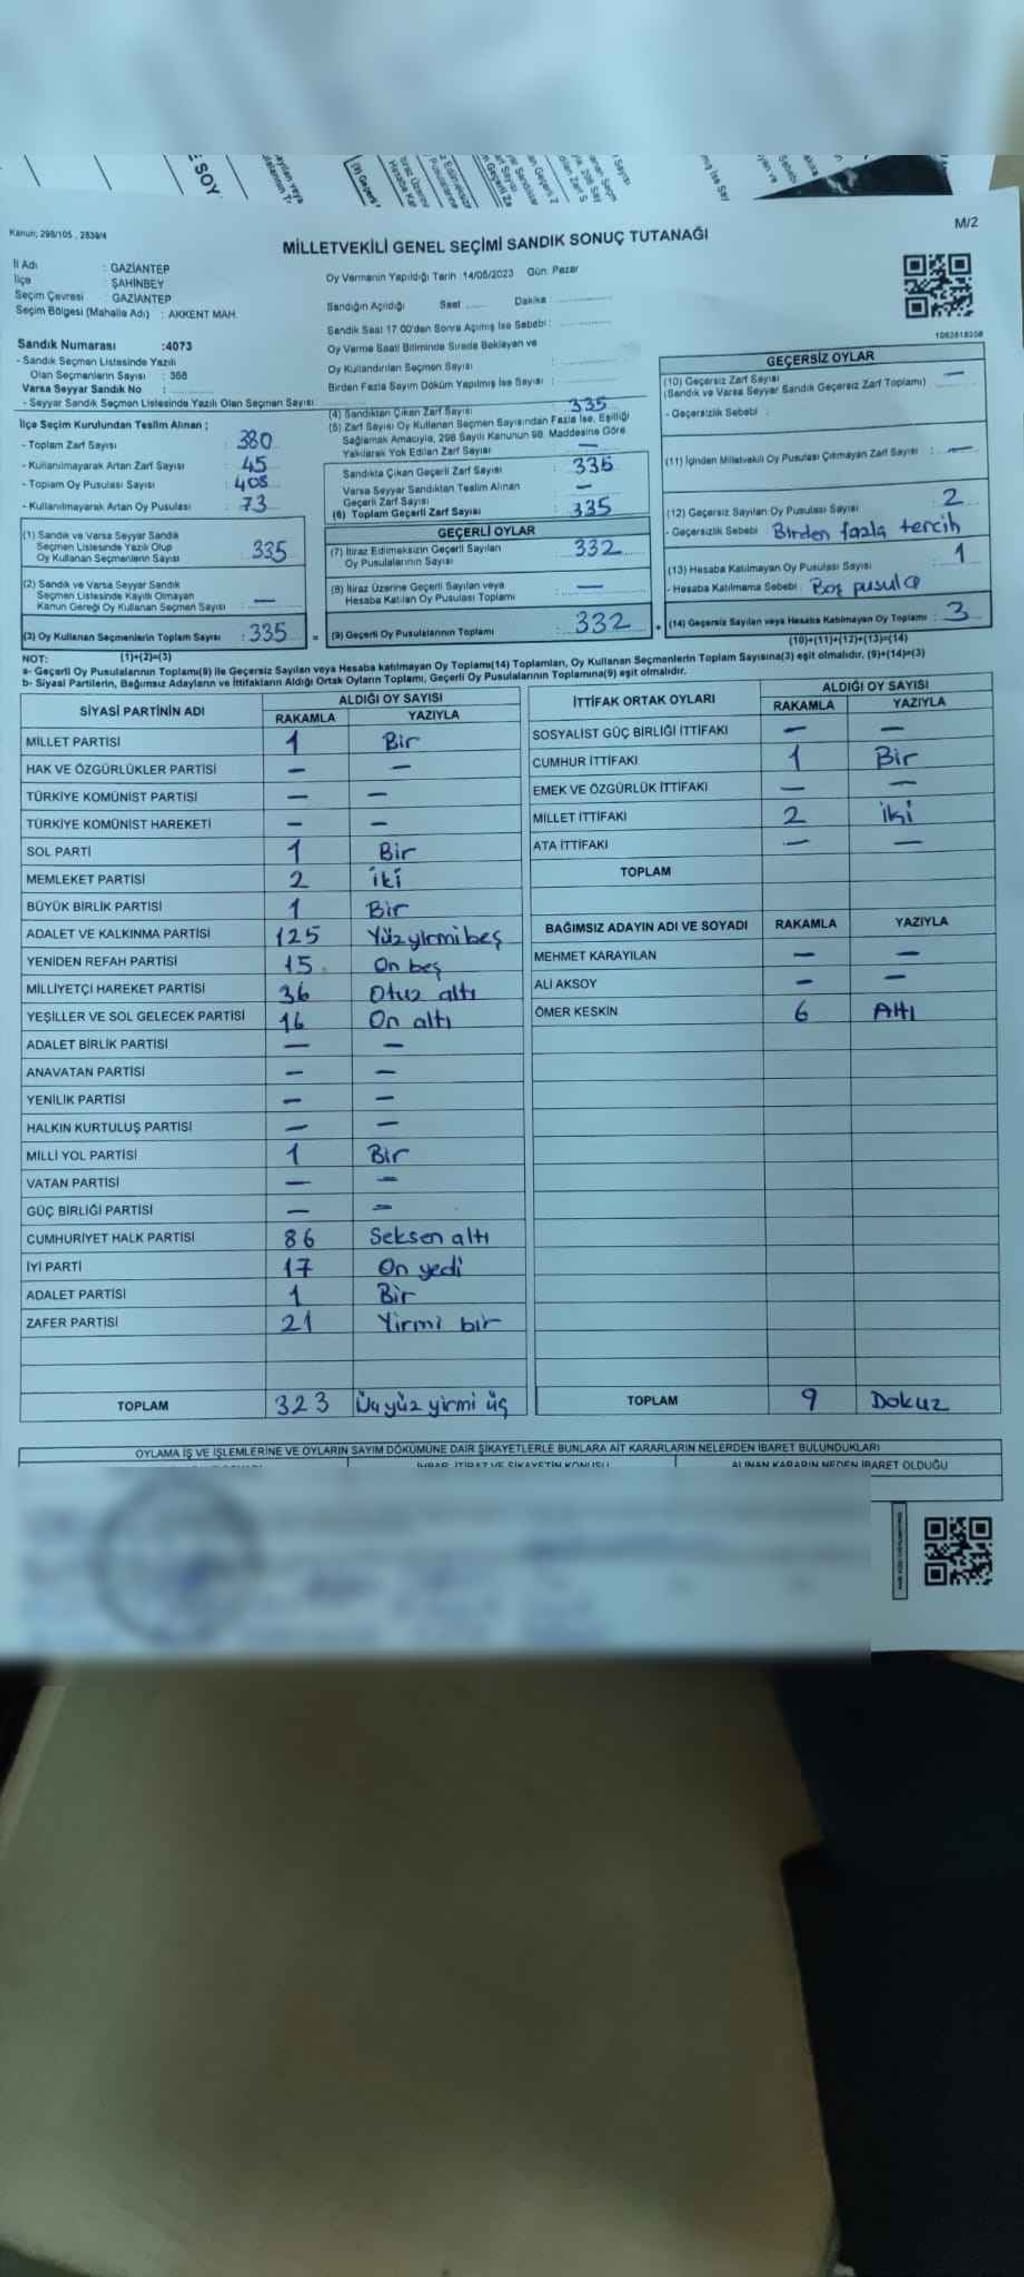 M/2
Kanun; 298/105 , 2839/4
MİLLETVEKİLİ GENEL SEÇİMİ SANDIK SONUÇ TUTANAĞI
İl Adı : GAZİANTEP
İlçe : ŞAHİNBEY
Seçim Çevresi GAZİANTEP
Seçim Bölgesi (Mahalle Adı) : AKKENT MAH.
Oy Vermenin Yapıldığı Tarih :14/05/2023 Gün: Pazar
Sandığın Açıldığı Saat ...... Dakika : ..............
Sandık Saat 17:00'den Sonra Açılmış İse Sebebi :
Sandık Numarası :4073
- Sandık Seçmen Listesinde Yazılı
Olan Seçmenlerin Sayısı : 368
Varsa Seyyar Sandık No :
- Seyyar Sandık Seçmen Listesinde Yazılı Olan Seçmen Sayısı
Oy Verme Saati Bitiminde Sırada Bekleyen ve
Oy Kullandırılan Seçmen Sayısı
Birden Fazla Sayım Döküm Yapılmış İse Sayısı :
İlçe Seçim Kurulundan Teslim Alınan ;
- Toplam Zarf Sayısı 380
- Kullanılmayarak Artan Zarf Sayısı 45
- Toplam Oy Pusulası Sayısı 405
- Kullanılmayarak Artan Oy Pusulası 73
(4) Sandıktan Çıkan Zarf Sayısı 335
(5) Zarf Sayısı Oy Kullanan Seçmen Sayısından Fazla İse, Eşitliği
Sağlamak Amacıyla, 298 Sayılı Kanunun 98. Maddesine Göre
Yakılarak Yok Edilen Zarf Sayısı —
Sandıkta Çıkan Geçerli Zarf Sayısı : 335
Varsa Seyyar Sandıktan Teslim Alınan
Geçerli Zarf Sayısı —
(6) Toplam Geçerli Zarf Sayısı : 335
1062818208
GEÇERSİZ OYLAR
(10) Geçersiz Zarf Sayısı —
(Sandık ve Varsa Seyyar Sandık Geçersiz Zarf Toplamı)
- Geçersizlik Sebebi :
(11) İçinden Milletvekili Oy Pusulası Çıkmayan Zarf Sayısı : —
(12) Geçersiz Sayılan Oy Pusulası Sayısı 2
- Geçersizlik Sebebi Birden fazla tercih
(13) Hesaba Katılmayan Oy Pusulası Sayısı 1
- Hesaba Katılmama Sebebi : Boş pusula
(14) Geçersiz Sayılan veya Hesaba Katılmayan Oy Toplamı : 3
(10)+(11)+(12)+(13)=(14)
(1) Sandık ve Varsa Seyyar Sandık
Seçmen Listesinde Yazılı Olup
Oy Kullanan Seçmenlerin Sayısı 335
(2) Sandık ve Varsa Seyyar Sandık
Seçmen Listesinde Kayıtlı Olmayan
Kanun Gereği Oy Kullanan Seçmen Sayısı —
(3) Oy Kullanan Seçmenlerin Toplam Sayısı : 335 =
(1)+(2)=(3)
GEÇERLİ OYLAR
(7) İtiraz Edilmeksizin Geçerli Sayılan
Oy Pusulalarının Sayısı 332
(8) İtiraz Üzerine Geçerli Sayılan veya
Hesaba Katılan Oy Pusulası Toplamı —
(9) Geçerli Oy Pusulalarının Toplamı : 332 +
NOT:
a- Geçerli Oy Pusulalarının Toplamı(9) ile Geçersiz Sayılan veya Hesaba katılmayan Oy Toplamı(14) Toplamları, Oy Kullanan Seçmenlerin Toplam Sayısına(3) eşit olmalıdır. (9)+(14)=(3)
b- Siyasi Partilerin, Bağımsız Adayların ve İttifakların Aldığı Ortak Oyların Toplamı, Geçerli Oy Pusulalarının Toplamına(9) eşit olmalıdır.
SİYASİ PARTİNİN ADI ALDIĞI OY SAYISI
RAKAMLA YAZIYLA
MİLLET PARTİSİ 1 Bir
HAK VE ÖZGÜRLÜKLER PARTİSİ — —
TÜRKİYE KOMÜNİST PARTİSİ — —
TÜRKİYE KOMÜNİST HAREKETİ — —
SOL PARTİ 1 Bir
MEMLEKET PARTİSİ 2 iki
BÜYÜK BİRLİK PARTİSİ 1 Bir
ADALET VE KALKINMA PARTİSİ 125 Yüzyirmibeş
YENİDEN REFAH PARTİSİ 15 On beş
MİLLİYETÇİ HAREKET PARTİSİ 36 Otuz altı
YEŞİLLER VE SOL GELECEK PARTİSİ 16 On altı
ADALET BİRLİK PARTİSİ — —
ANAVATAN PARTİSİ — —
YENİLİK PARTİSİ — —
HALKIN KURTULUŞ PARTİSİ — —
MİLLİ YOL PARTİSİ 1 Bir
VATAN PARTİSİ — —
GÜÇ BİRLİĞİ PARTİSİ — —
CUMHURİYET HALK PARTİSİ 86 Seksen altı
İYİ PARTİ 17 On yedi
ADALET PARTİSİ 1 Bir
ZAFER PARTİSİ 21 Yirmi bir
TOPLAM 323 Üçyüz yirmi üç
İTTİFAK ORTAK OYLARI ALDIĞI OY SAYISI
RAKAMLA YAZIYLA
SOSYALİST GÜÇ BİRLİĞİ İTTİFAKI — —
CUMHUR İTTİFAKI 1 Bir
EMEK VE ÖZGÜRLÜK İTTİFAKI — —
MİLLET İTTİFAKI 2 iki
ATA İTTİFAKI — —
TOPLAM
BAĞIMSIZ ADAYIN ADI VE SOYADI RAKAMLA YAZIYLA
MEHMET KARAYILAN — —
ALİ AKSOY — —
ÖMER KESKİN 6 Altı
TOPLAM 9 Dokuz
OYLAMA İŞ VE İŞLEMLERİNE VE OYLARIN SAYIM DÖKÜMÜNE DAİR ŞİKAYETLERLE BUNLARA AİT KARARLARIN NELERDEN İBARET BULUNDUKLARI
İHBAR, İTİRAZ VE ŞİKAYETİN KONUSU ALINAN KARARIN NEDEN İBARET OLDUĞU